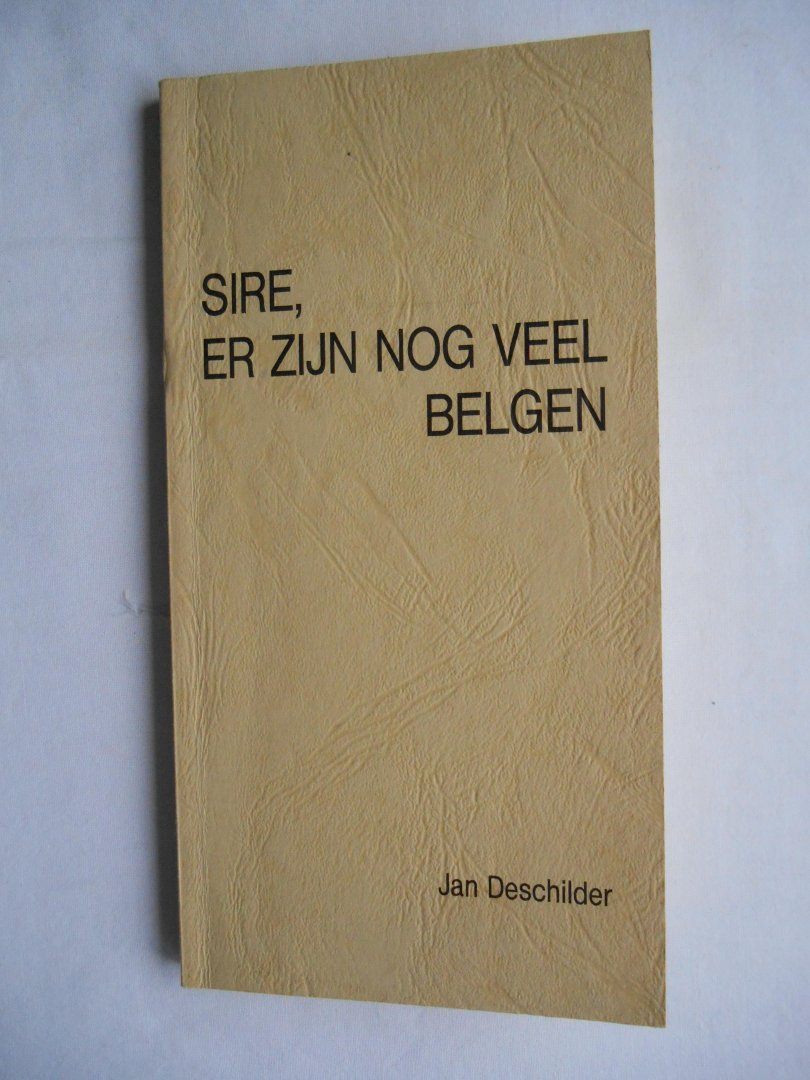 SIRE,
ER ZIJN NOG VEEL
BELGEN
Jan Deschilder